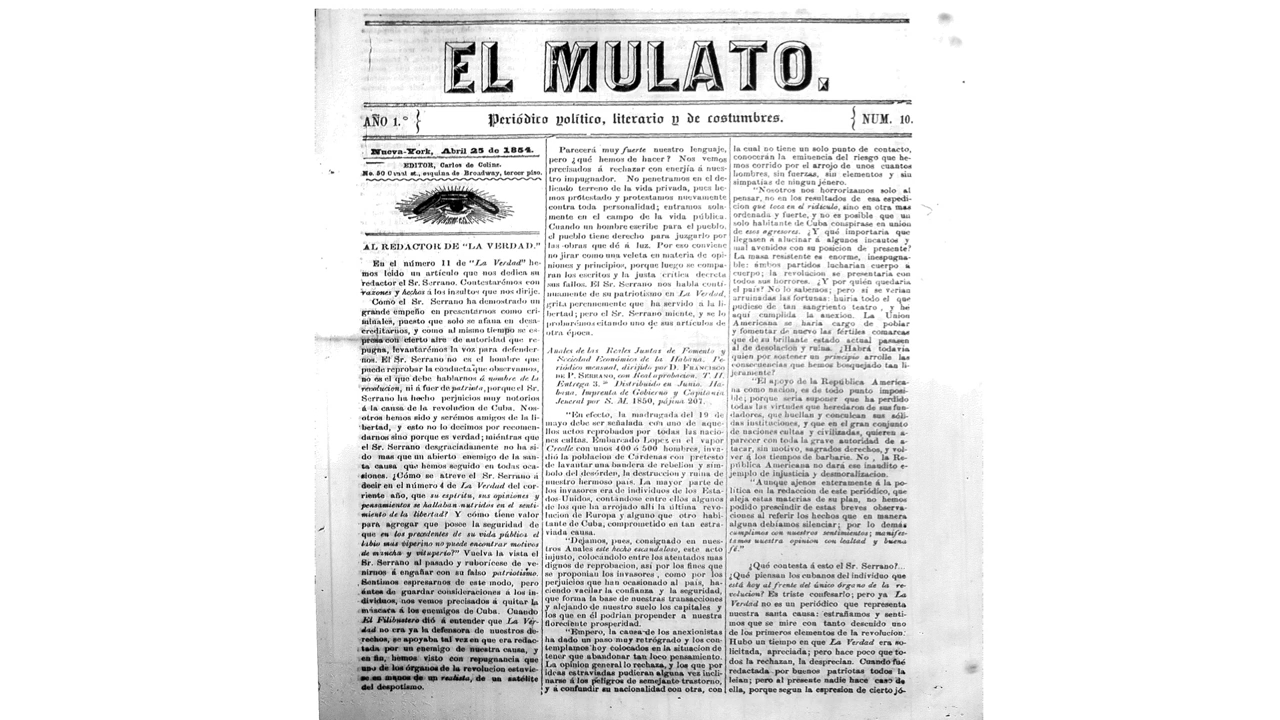 EL MULATO.
AÑO 1.º
Periódico político, literario y de costumbres.
NUM. 10.
Nueva-York, Abril 25 de 1854.
EDITOR, Carlos de Colins.
No. 50 Canal st., esquina de Broadway, tercer piso.
AL REDACTOR DE "LA VERDAD."
En el número 11 de "La Verdad" he-
mos leido un artículo que nos dedica su
redactor el Sr. Serrano. Contestarémos con
razones y hechos á los insultos que nos dirije.
Como el Sr. Serrano ha demostrado un
grande empeño en presentarnos como cri-
minales, puesto que solo se afana en desa-
creditarnos, y como al mismo tiempo se es-
presa con cierto aire de autoridad que re-
pugna, levantarémos la voz para defender-
nos. El Sr. Serrano no es el hombre que
puede reprobar la conducta que observamos,
no es el que debe hablarnos á nombre de la
revolucion, ni á fuer de patriota, porque el Sr.
Serrano ha hecho perjuicios muy notorios
á la causa de la revolucion de Cuba. Nos-
otros hemos sido y serémos amigos de la li-
bertad, y esto no lo decimos por recomen-
darnos sino porque es verdad; miéntras que
el Sr. Serrano desgraciadamente no ha si-
do mas que un abierto enemigo de la san-
ta causa que hemos seguido en todas oca-
siones. ¿Cómo se atreve el Sr. Serrano á
decir en el número 4 de La Verdad del cor-
riente año, que su espíritu, sus opiniones y
pensamientos se hallaban nutridos en el senti-
miento de la libertad? Y cómo tiene valor
para agregar que posee la seguridad de
que en los precedentes de su vida públics el
labio mas viperino no puede encontrar motivos
de mancha y vituperio?" Vuelva la vista el
Sr. Serrano al pasado y ruborícese de ve-
nirnos á engañar con su falso patriotismo.
Sentimos espresarnos de este modo, pero
ántes de guardar consideraciones á los in-
dividuos, nos vemos precisados á quitar la
máscara á los enemigos de Cuba. Cuando
El Filibustero dió á entender que La Ver-
dad no era ya la defensora de nuestros de-
rechos, se apoyaba tal vez en que era redac-
tada por un enemigo de nuestra causa, y
en fin, hemos visto con repugnancia que
uno de los órganos de la revolucion estuvie-
se en manos de un realista, de un satélite
del despotismo.
Parecerá muy fuerte nuestro lenguaje,
pero ¿qué hemos de hacer? Nos vemos
precisados á rechazar con enerjía á nues-
tro impugnador. No penetramos en el de-
licado terreno de la vida privada, pues he-
mos protestado y protestamos nuevamente
contra toda personalidad; entramos sola-
mente en el campo de la vida pública.
Cuando un hombre escribe para el pueblo,
el pueblo tiene derecho para juzgarlo por
las obras que dé á luz. Por eso conviene
no jirar como una veleta en materia de opi-
niones y principios, porque luego se compa-
ran los escritos y la justa crítica decreta
sus fallos. El Sr. Serrano nos habla conti-
nuamente de su patriotismo en La Verdad,
grita perennemente que ha servido á la li-
bertad; pero el Sr. Serrano miente, y se lo
probarémos citando uno de sus artículos de
otra época.
Anales de las Reales Juntas de Fomento y
Sociedad Económica de la Habana. Pe-
riódico mensual, dirijido por D. FRANCISCO
DE P. SERRANO, con Real aprobacion. T. II.
Entrega 3.ª Distribuido en Junio. Ha-
bana. Imprenta de Gobierno y Capitanía
Jeneral por S. M. 1850, pájina 207.
"En efecto, la madrugada del 19 de
mayo debe ser señalada con uno de aque-
llos actos reprobados por todas las nacio-
nes cultas. Embarcado Lopez en el vapor
Creolle con unos 400 ó 500 hombres, inva-
dió la poblacion de Cárdenas con pretesto
de lavantar una bandera de rebelion y sím-
bolo del desórden, la destruccion y ruina de
nuestro hermoso pais. La mayor parte de
los invasores era de individuos de los Esta-
dos-Unidos, contándose entre ellos algunos
de los que ha arrojado allí la última revo-
lucion de Europa y alguno que otro habi-
tante de Cuba, comprometido en tan estra-
viada causa.
"Dejamos, pues, consignado en nues-
tros Anales este hecho escandaloso, este acto
injusto, colocándolo entre los atentados mas
dignos de reprobacion, así por los fines que
se proponian los invasores, como por los
perjuicios que han ocasionado al pais, ha-
ciendo vacilar la confianza y la seguridad,
que forma la base de nuestras transacciones
y alejando de nuestro suelo los capitales y
los que en él podrian propender á nuestra
floreciente prosperidad.
"Empero, la causa de los anexionistas
ha dado un paso muy retrógrado y los con-
templamos hoy colocados en la situacion de
tener que abandonar tan loco pensamiento.
La opinion general lo rechaza, y los que por
ideas estraviadas pudieran alguna vez incli-
narse á los peligros de semejante trastorno,
y á confundir su nacionalidad con otra, con
la cual no tiene un solo punto de contacto,
conocerán la eminencia del riesgo que he-
mos corrido por el arrojo de unos cuantos
hombres, sin fuerzas, sin elementos y sin
simpatías de ningun jénero.
"Nosotros nos horrorizamos solo al
pensar, no en los resultados de esa espedi-
cion que toca en el ridículo, sino en otra mas
ordenada y fuerte, y no es posible que un
solo habitante de Cuba conspirase en union
de esos agresores. ¿Y qué importaria que
llegasen á alucinar á algunos incautos y
mal avenidos con su posicion de presente?
La masa resistente es enorme, inespugna-
ble: ámbos partidos lucharian cuerpo a
cuerpo; la revolucion se presentaria con
todos sus horrores. ¿Y por quién quedaria
el pais? No lo sabemos; pero sí se verian
arruinadas las fortunas: huiria todo el que
pudiese de tan sangriento teatro, y he
aquí cumplida la anexion. La Union
Americana se haria cargo de poblar
y fomentar de nuevo las fértiles comarcas
que de su brillante estado actual pasasen
al de desolacion y ruina. ¿Habrá todavía
quien por sostener un principio arrolle las
consecuencias que hemos bosquejado tan li-
jeramente?
"El apoyo de la República America-
na como nacion, es de todo punto imposi-
ble; porque seria suponer que ha perdido
todas las virtudes que heredaron de sus fun-
dadores, que huellan y conculcan sus sóli-
das instituciones, y que en el gran conjunto
de naciones cultas y civilizadas, quieren a-
parecer con toda la grave autoridad de a-
tacar, sin motivo, sagrados derechos, y vol-
ver á los tiempos de barbarie. No, la Re-
pública Americana no dará ese inaudito e-
jemplo de injusticia y desmoralizacion.
"Aunque ajenos enteramente á la po-
lítica en la redaccion de este periódico, que
aleja estas materias de su plan, no hemos
podido prescindir de estas breves observa-
ciones al referir los hechos que en manera
alguna debíamos silenciar; por lo demás
cumplimos con nuestros sentimientos; manifes-
tamos nuestra opinion con lealtad y buena
fé."
¿Qué contesta á esto el Sr. Serrano?...
¿Qué piensan los cubanos del individuo que
está hoy al frente del único órgano de la re-
volucion? Es triste confesarlo; pero ya La
Verdad no es un periódico que representa
nuestra santa causa: estrañamos y senti-
mos que se mire con tanto descuido uno
de los primeros elementos de la revolucion.
Hubo un tiempo en que La Verdad era so-
licitada, apreciada; pero hace poco que to-
dos la rechazan, la desprecian. Cuando fué
redactada por buenos patriotas todos la
leian; pero al presente nadie hace caso de
ella, porque segun la espresion de cierto jó-